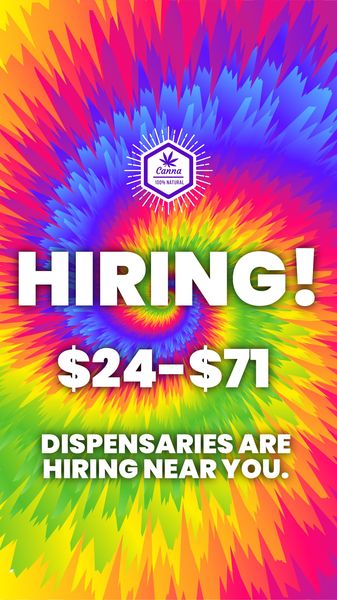 Canna
100% NATURAL
HIRING!
$24-$71
DISPENSARIES ARE
HIRING NEAR YOU.